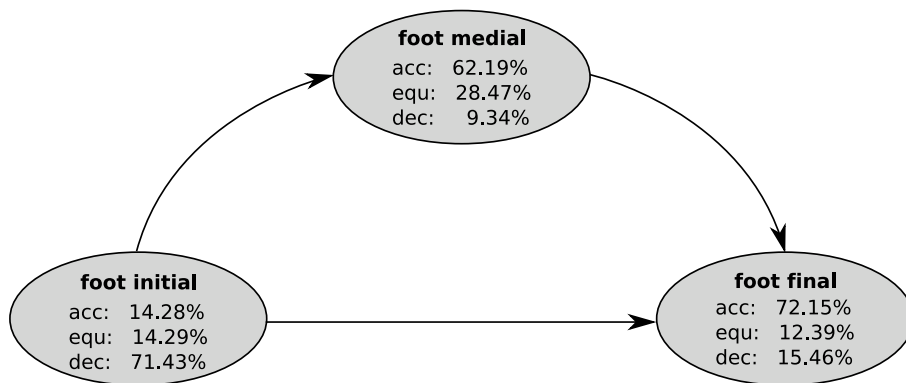 foot medial
acc: 62.19%
equ: 28.47%
dec: 9.34%
foot initial
acc: 14.28%
equ: 14.29%
dec: 71.43%
foot final
acc: 72.15%
equ: 12.39%
dec: 15.46%